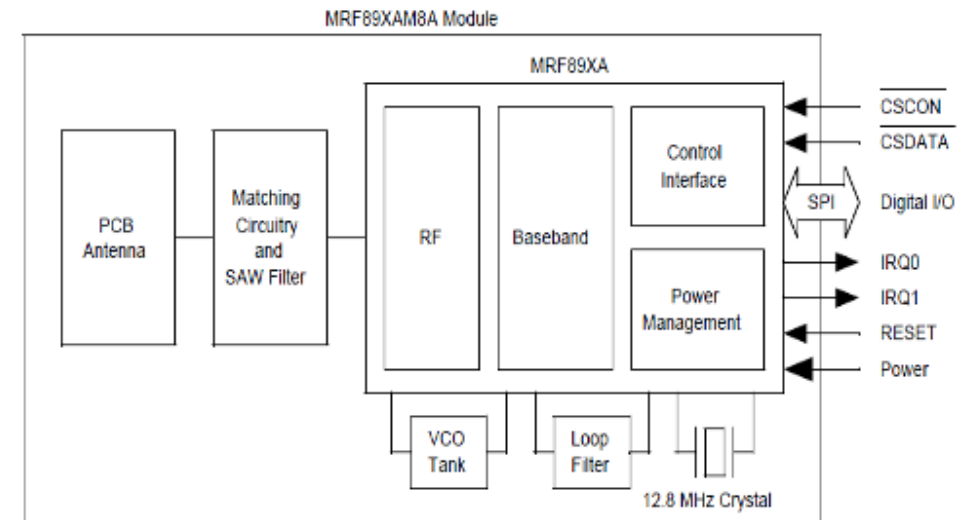 MRF89XAM8A Module
MRF89XA
PCB
Antenna
Matching
Circuitry
and
SAW Filter
RF
Baseband
Control
Interface
Power
Management
CSCON
CSDATA
SPI
Digital I/O
IRQ0
IRQ1
RESET
Power
VCO
Tank
Loop
Filter
12.8 MHz Crystal